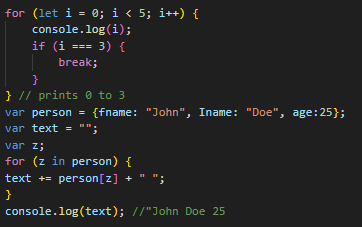 for (let i = 0; i < 5; i++) {
    console.log(i);
    if (i === 3) {
        break;
    }
} // prints 0 to 3
var person = {fname: "John", Iname: "Doe", age:25};
var text = "";
var z;
for (z in person) {
text += person[z] + " ";
}
console.log(text); //"John Doe 25